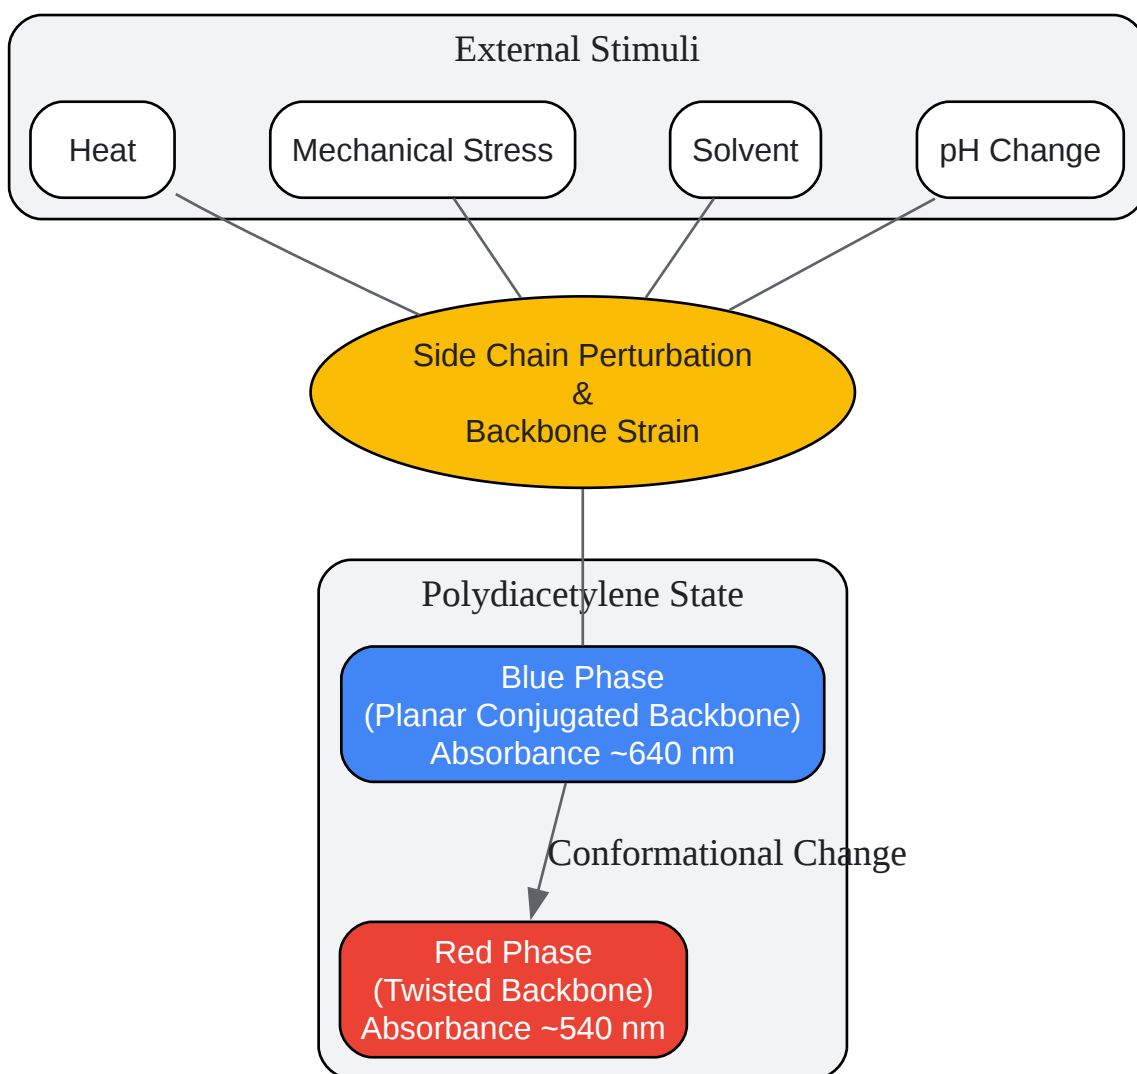 External Stimuli
Heat
Mechanical Stress
Solvent
pH Change
Side Chain Perturbation
&
Backbone Strain
Polydiacetylene State
Blue Phase
(Planar Conjugated Backbone)
Absorbance ~640 nm
Conformational Change
Red Phase
(Twisted Backbone)
Absorbance ~540 nm